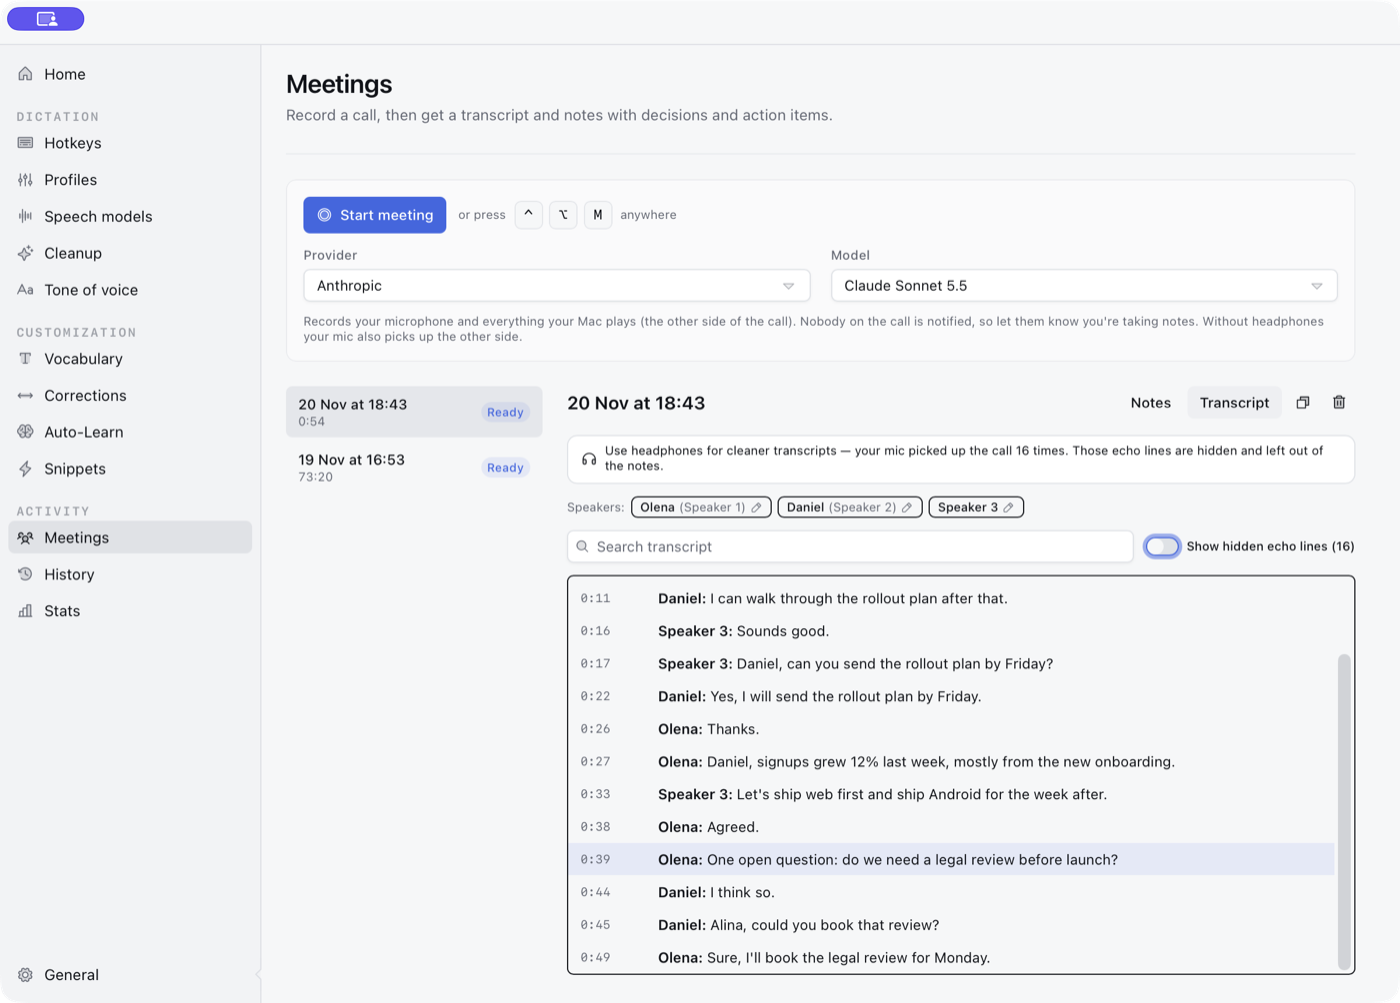 Home
DICTATION
Hotkeys
Profiles
Speech models
Cleanup
Aa Tone of voice
CUSTOMIZATION
Vocabulary
Corrections
Auto-Learn
Snippets
ACTIVITY
Meetings
History
Stats
General
Meetings
Record a call, then get a transcript and notes with decisions and action items.
Start meeting or press ^ ⌥ M anywhere
Provider
Anthropic
Model
Claude Sonnet 5.5
Records your microphone and everything your Mac plays (the other side of the call). Nobody on the call is notified, so let them know you're taking notes. Without headphones
your mic also picks up the other side.
20 Nov at 18:43
0:54
Ready
19 Nov at 16:53
73:20
Ready
20 Nov at 18:43
Notes Transcript
Use headphones for cleaner transcripts — your mic picked up the call 16 times. Those echo lines are hidden and left out of
the notes.
Speakers: Olena (Speaker 1) Daniel (Speaker 2) Speaker 3
Search transcript
Show hidden echo lines (16)
0:11 Daniel: I can walk through the rollout plan after that.
0:16 Speaker 3: Sounds good.
0:17 Speaker 3: Daniel, can you send the rollout plan by Friday?
0:22 Daniel: Yes, I will send the rollout plan by Friday.
0:26 Olena: Thanks.
0:27 Olena: Daniel, signups grew 12% last week, mostly from the new onboarding.
0:33 Speaker 3: Let's ship web first and ship Android for the week after.
0:38 Olena: Agreed.
0:39 Olena: One open question: do we need a legal review before launch?
0:44 Daniel: I think so.
0:45 Daniel: Alina, could you book that review?
0:49 Olena: Sure, I'll book the legal review for Monday.